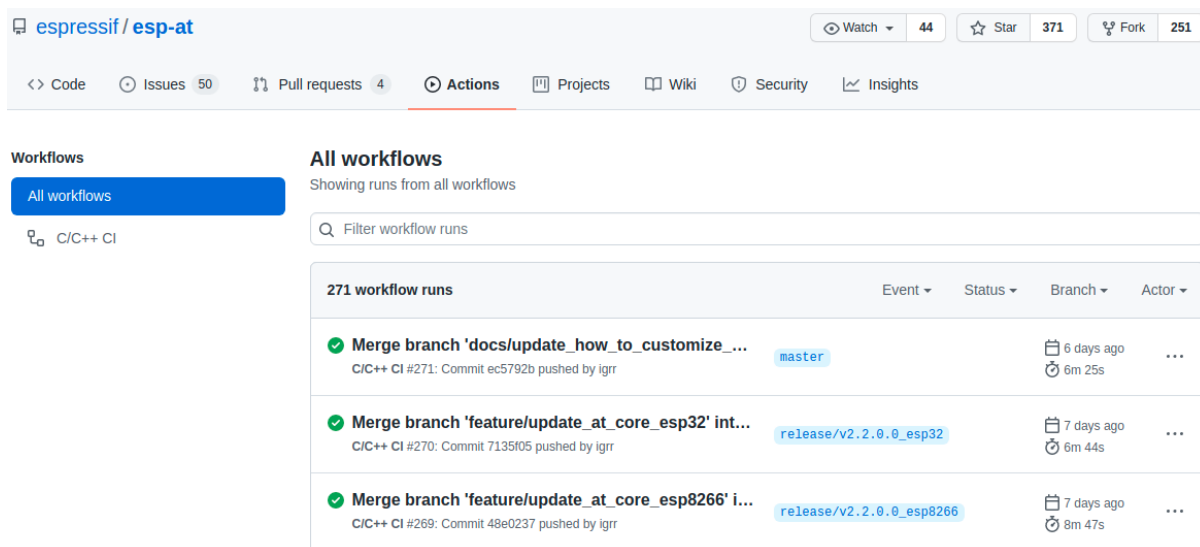 espressif / esp-at
Watch 44 Star 371 Fork 251
Code Issues 50 Pull requests 4 Actions Projects Wiki Security Insights
Workflows
All workflows
C/C++ CI
All workflows
Showing runs from all workflows
Filter workflow runs
271 workflow runs Event Status Branch Actor
Merge branch 'docs/update_how_to_customize_...
C/C++ CI #271: Commit ec5792b pushed by igrr
master
6 days ago
6m 25s
Merge branch 'feature/update_at_core_esp32' int...
C/C++ CI #270: Commit 7135f05 pushed by igrr
release/v2.2.0.0_esp32
7 days ago
6m 44s
Merge branch 'feature/update_at_core_esp8266' i...
C/C++ CI #269: Commit 48e0237 pushed by igrr
release/v2.2.0.0_esp8266
7 days ago
8m 47s